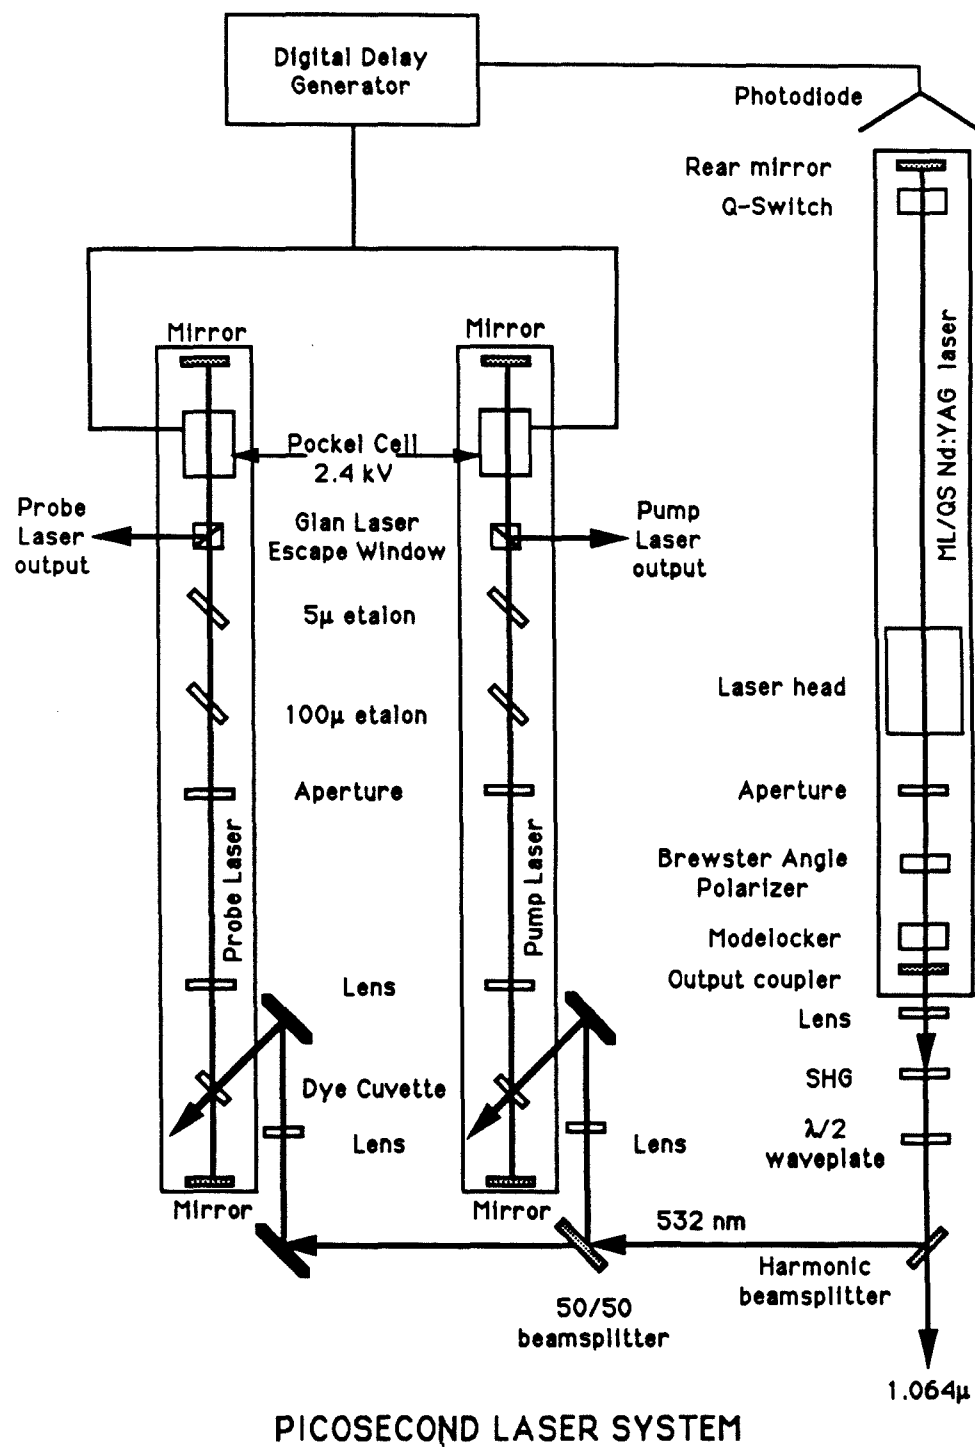 Digital Delay
Generator
Photodiode
Rear mirror
Q-Switch
Mirror
Mirror
ML/QS Nd:YAG laser
Pockel Cell
2.4 kV
Probe
Laser
output
Glan Laser
Escape Window
Pump
Laser
output
5μ etalon
Laser head
100μ etalon
Aperture
Aperture
Probe Laser
Pump Laser
Brewster Angle
Polarizer
Modelocker
Output coupler
Lens
Lens
SHG
Dye Cuvette
Lens
Lens
λ/2
waveplate
Mirror
Mirror
532 nm
Harmonic
beamsplitter
50/50
beamsplitter
1.064μ
PICOSECOND LASER SYSTEM